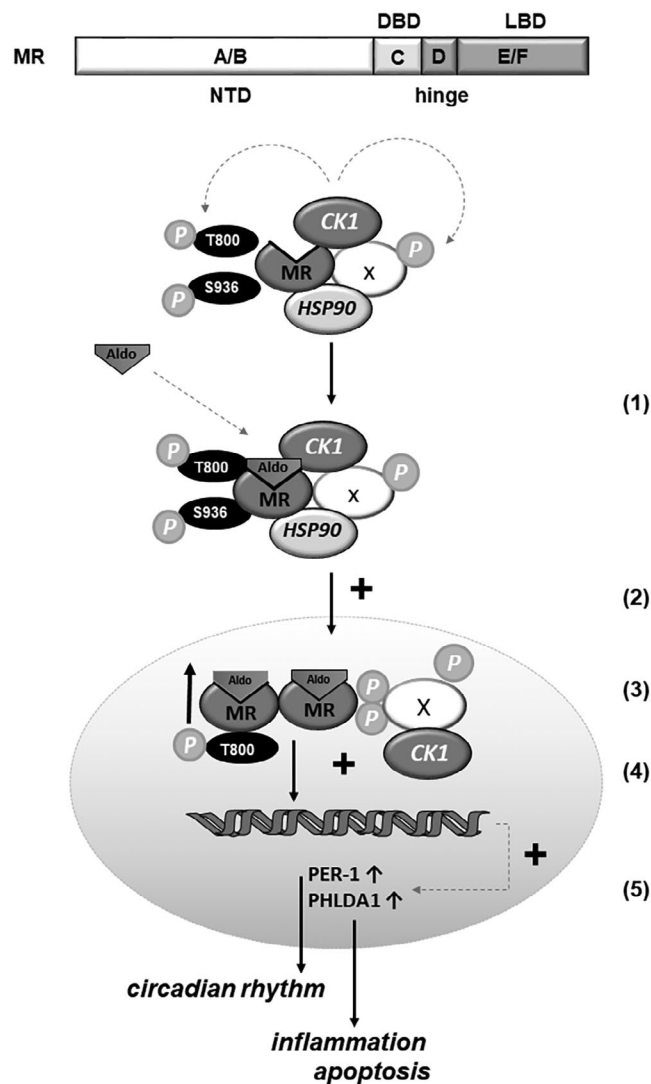 DBD LBD
MR A/B C D E/F
NTD hinge
CK1
P T800 P
MR X
P S936
HSP90
Aldo
(1)
CK1
P T800 Aldo P
MR X
P S936
HSP90
+ (2)
P
Aldo Aldo P (3)
MR MR P X
P T800 CK1
+ (4)
+
PER-1 ↑
PHLDA1 ↑ (5)
circadian rhythm
inflammation
apoptosis